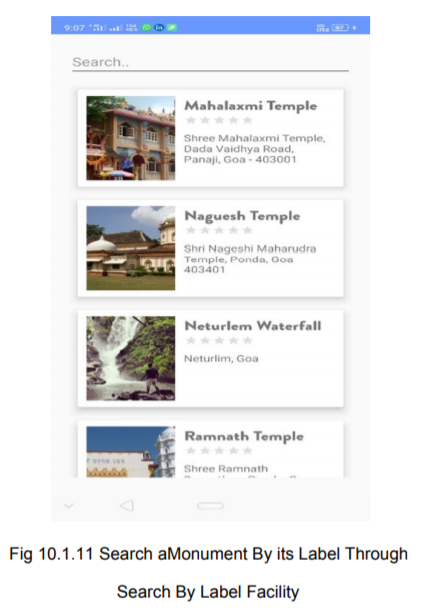 9:07
Search..
Mahalaxmi Temple
Shree Mahalaxmi Temple,
Dada Vaidhya Road,
Panaji, Goa - 403001
Naguesh Temple
Shri Nageshi Maharudra
Temple, Ponda, Goa
403401
Neturlem Waterfall
Neturlim, Goa
Ramnath Temple
Shree Ramnath
Fig 10.1.11 Search aMonument By its Label Through
Search By Label Facility